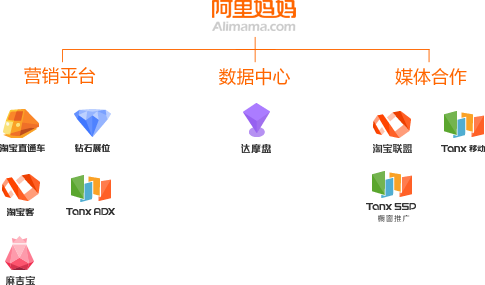 阿里妈妈
Alimama.com
营销平台
数据中心
媒体合作
淘宝直通车
钻石展位
达摩盘
淘宝联盟
Tanx 移动
淘宝客
Tanx ADX
Tanx SSP
橱窗推广
麻吉宝